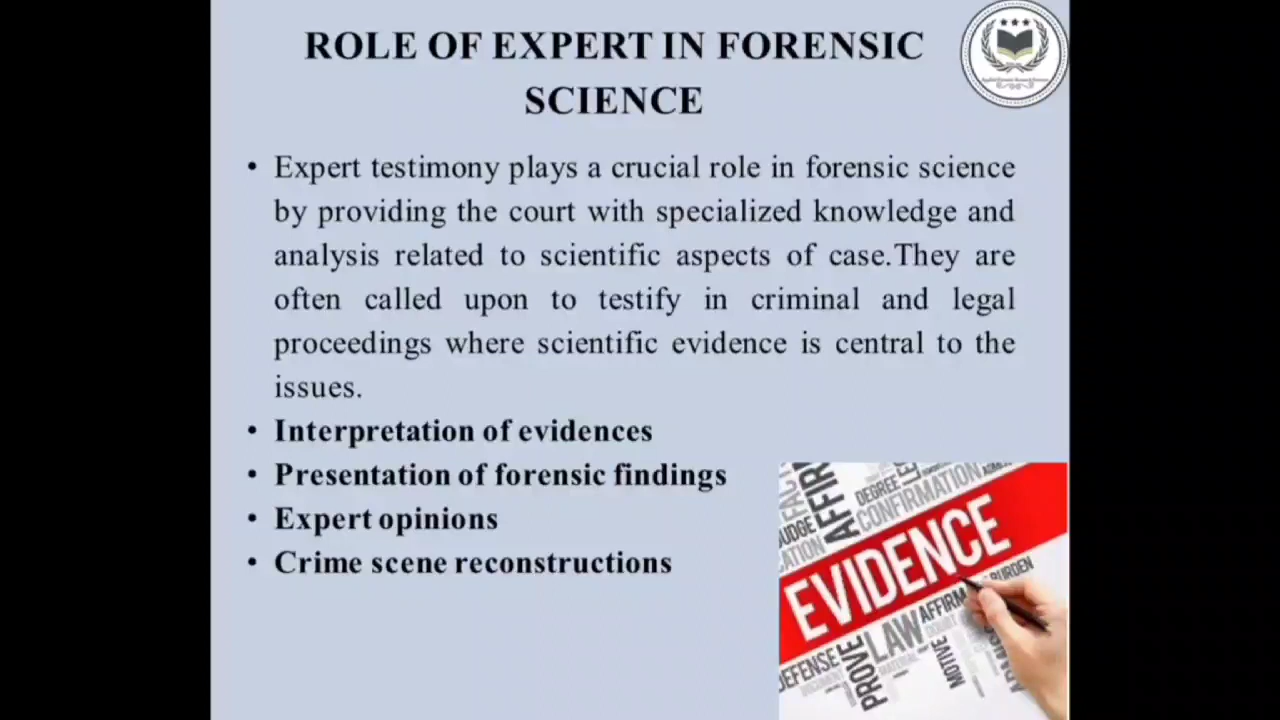 ROLE OF EXPERT IN FORENSIC
SCIENCE
• Expert testimony plays a crucial role in forensic science
by providing the court with specialized knowledge and
analysis related to scientific aspects of case.They are
often called upon to testify in criminal and legal
proceedings where scientific evidence is central to the
issues.
• Interpretation of evidences
• Presentation of forensic findings
• Expert opinions
• Crime scene reconstructions
DEGREE
CONFIRMATION
EVIDENCE
BURDEN
AFFIRM
LAW
PROVE
MOTIVE